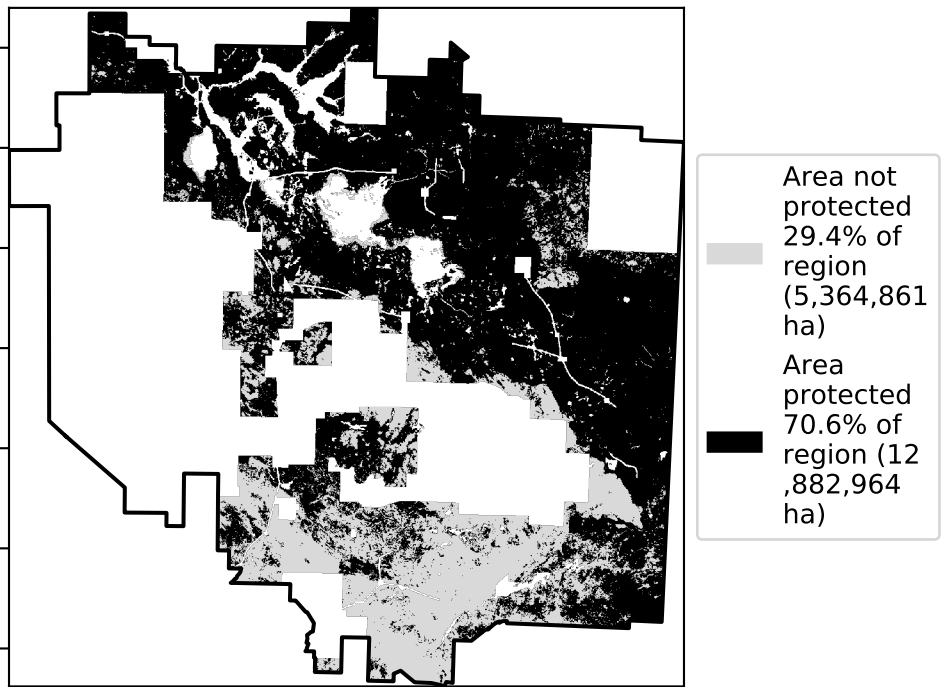 Area not
protected
29.4% of
region
(5,364,861
ha)
Area
protected
70.6% of
region (12
,882,964
ha)